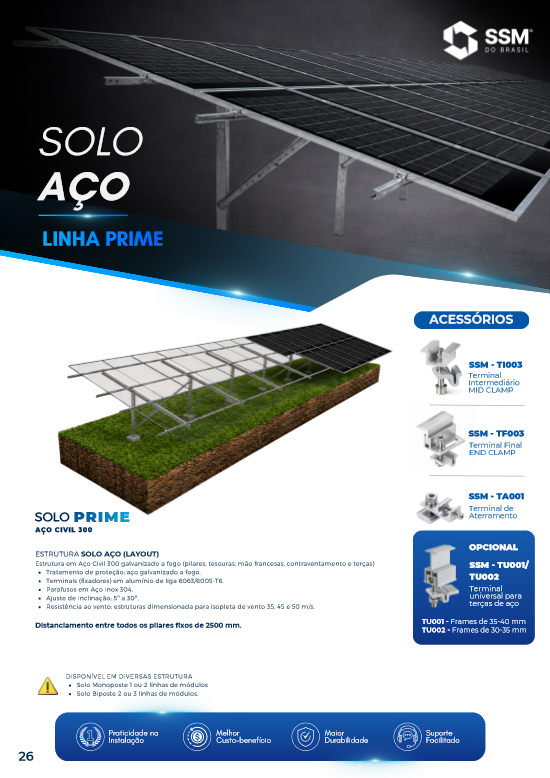 SSM
DO BRASIL
SOLO
AÇO
LINHA PRIME
ACESSÓRIOS
SSM - TI003
Terminal
Intermediário
MID CLAMP
SSM - TF003
Terminal Final
END CLAMP
SSM - TA001
Terminal de
Aterramento
SOLO PRIME
AÇO CIVIL 300
ESTRUTURA SOLO AÇO (LAYOUT)
Estrutura em Aço Civil 300 galvanizado a fogo (pilares, tesouras, mão francesas, contraventamento e terças)
• Tratamento de proteção: aço galvanizado a fogo.
• Terminais (fixadores) em alumínio de liga 6063/6005-T6.
• Parafusos em Aço Inox 304.
• Ajuste de Inclinação: 5° a 30°.
• Resistência ao vento: estruturas dimensionada para isopleta de vento 35, 45 e 50 m/s.
Distanciamento entre todos os pilares fixos de 2500 mm.
OPCIONAL
SSM - TU001/
TU002
Terminal
universal para
terças de aço
TU001 - Frames de 35-40 mm
TU002 - Frames de 30-35 mm
DISPONÍVEL EM DIVERSAS ESTRUTURA
• Solo Monoposte 1 ou 2 linhas de módulos
• Solo Biposte 2 ou 3 linhas de módulos.
Praticidade na
Instalação
Melhor
Custo-benefício
Maior
Durabilidade
Suporte
Facilitado
26